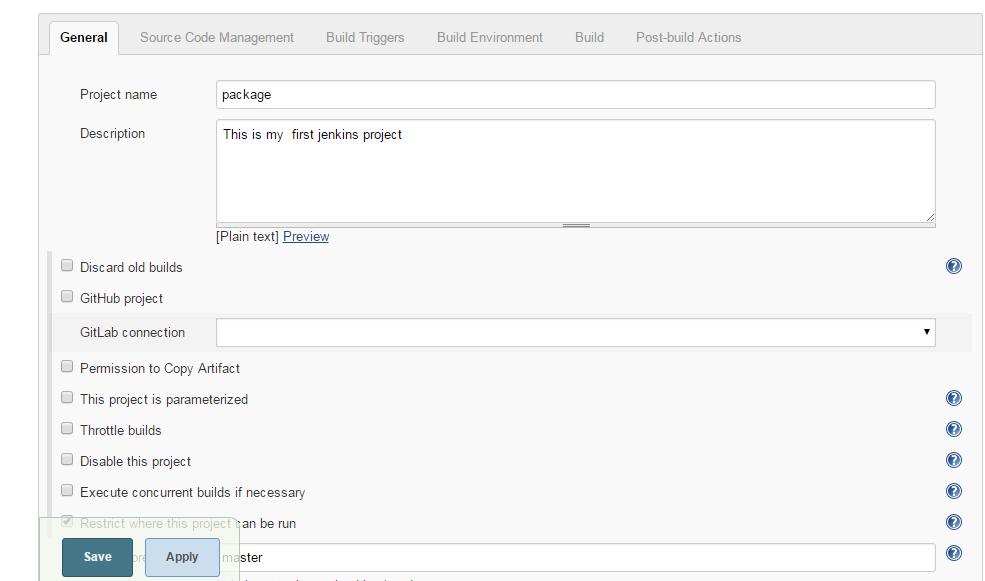 General Source Code Management Build Triggers Build Environment Build Post-build Actions
Project name package
Description This is my first jenkins project
[Plain text] Preview
Discard old builds
GitHub project
GitLab connection
Permission to Copy Artifact
This project is parameterized
Throttle builds
Disable this project
Execute concurrent builds if necessary
Restrict where this project can be run
Save Apply master